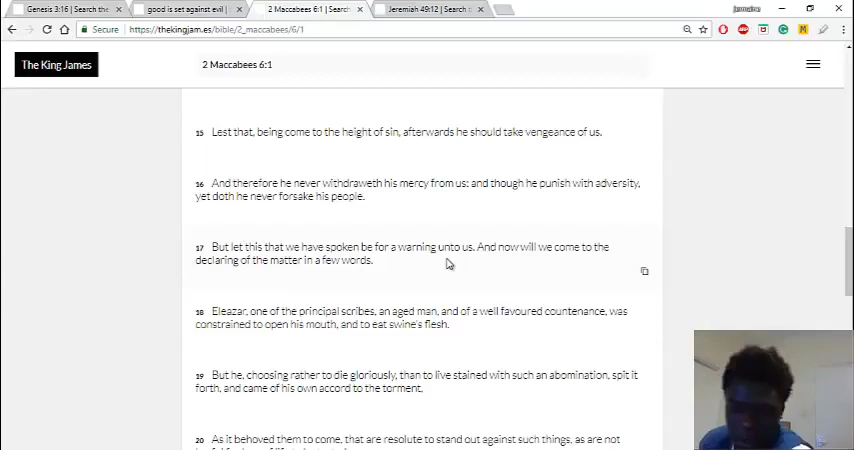 Genesis 3:16 | Search the
good is set against evil |
2 Maccabees 6:1 | Search
Jeremiah 49:12 | Search t
jermaine
Secure
https://thekingjam.es/bible/2_maccabees/6/1
The King James
2 Maccabees 6:1
15 Lest that, being come to the height of sin, afterwards he should take vengeance of us.
16 And therefore he never withdraweth his mercy from us: and though he punish with adversity,
yet doth he never forsake his people.
17 But let this that we have spoken be for a warning unto us. And now will we come to the
declaring of the matter in a few words.
18 Eleazar, one of the principal scribes, an aged man, and of a well favoured countenance, was
constrained to open his mouth, and to eat swine's flesh.
19 But he, choosing rather to die gloriously, than to live stained with such an abomination, spit it
forth, and came of his own accord to the torment,
20 As it behoved them to come, that are resolute to stand out against such things, as are not